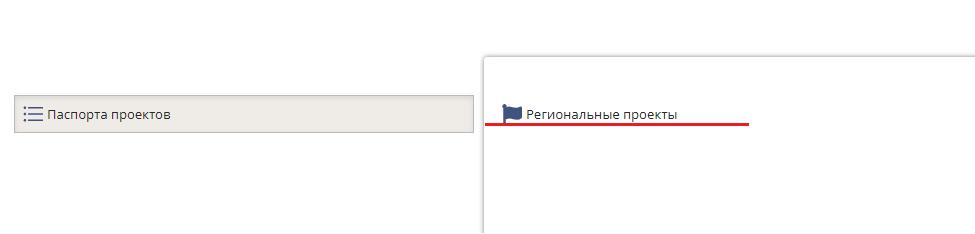 Паспорта проектов
Региональные проекты